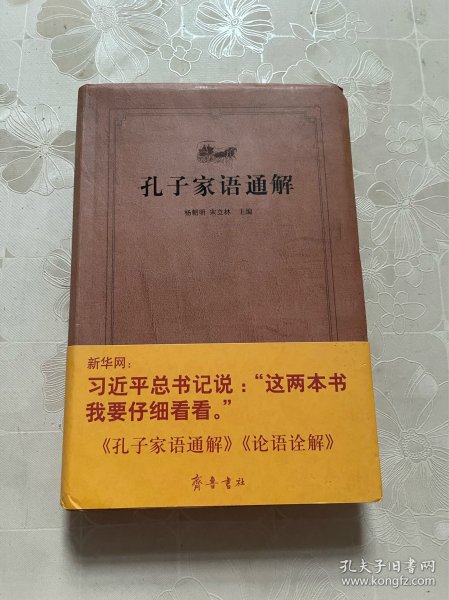 孔子家语通解
杨朝明 宋立林 主编
新华网：
习近平总书记说：“这两本书
我要仔细看看。”
《孔子家语通解》《论语诠解》
齊鲁書社
孔夫子旧书网
www.kongfz.com